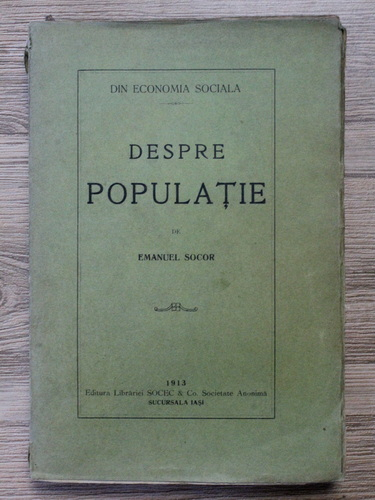 DIN ECONOMIA SOCIALA
DESPRE
POPULAȚIE
DE
EMANUEL SOCOR
1913
Editura Librăriei SOCEC & Co. Societate Anonimă
SUCURSALA IAȘI